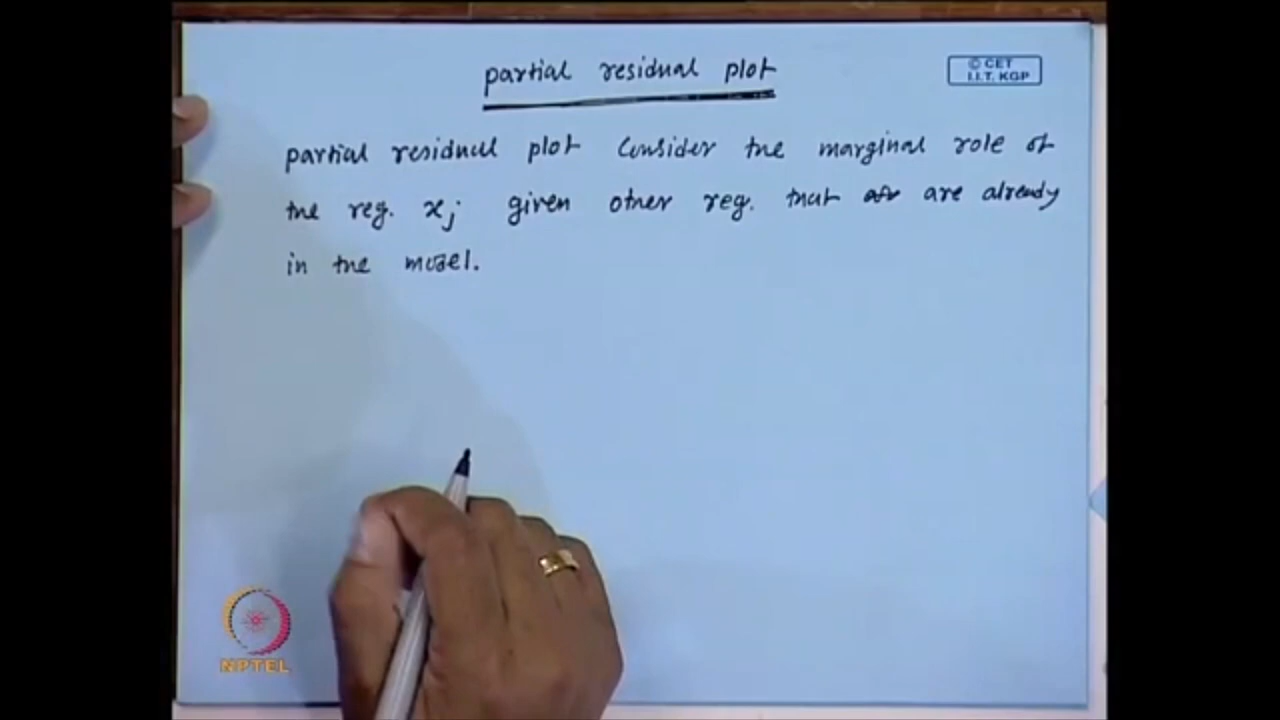 partial residual plot
© CET
I.I.T. KGP
partial residual plot Consider the marginal role of
the reg. xj given other reg. that are already
in the model.
NPTEL